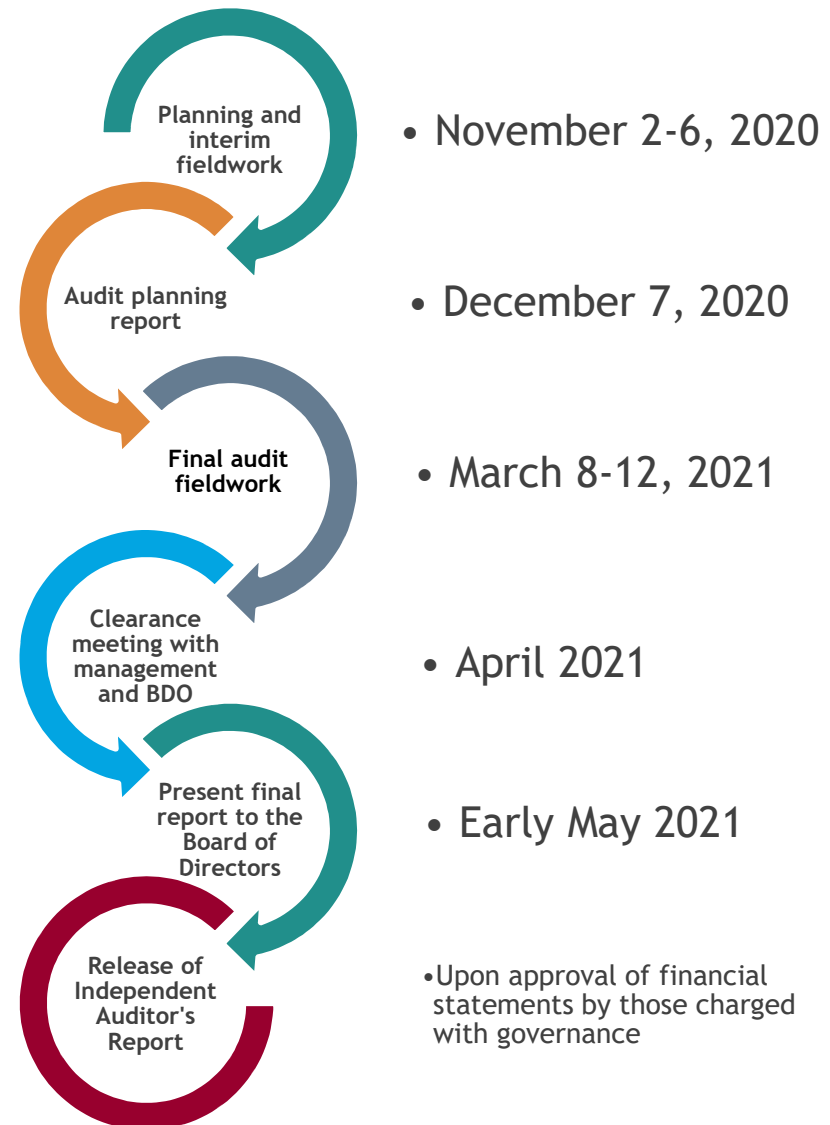 Planning and
interim
fieldwork
• November 2-6, 2020
Audit planning
report
• December 7, 2020
Final audit
fieldwork
• March 8-12, 2021
Clearance
meeting with
management
and BDO
• April 2021
Present final
report to the
Board of
Directors
• Early May 2021
Release of
Independent
Auditor's
Report
•Upon approval of financial
statements by those charged
with governance